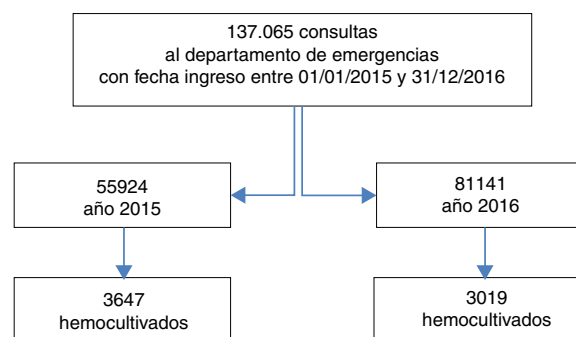 137.065 consultas
al departamento de emergencias
con fecha ingreso entre 01/01/2015 y 31/12/2016
55924
año 2015
81141
año 2016
3647
hemocultivados
3019
hemocultivados